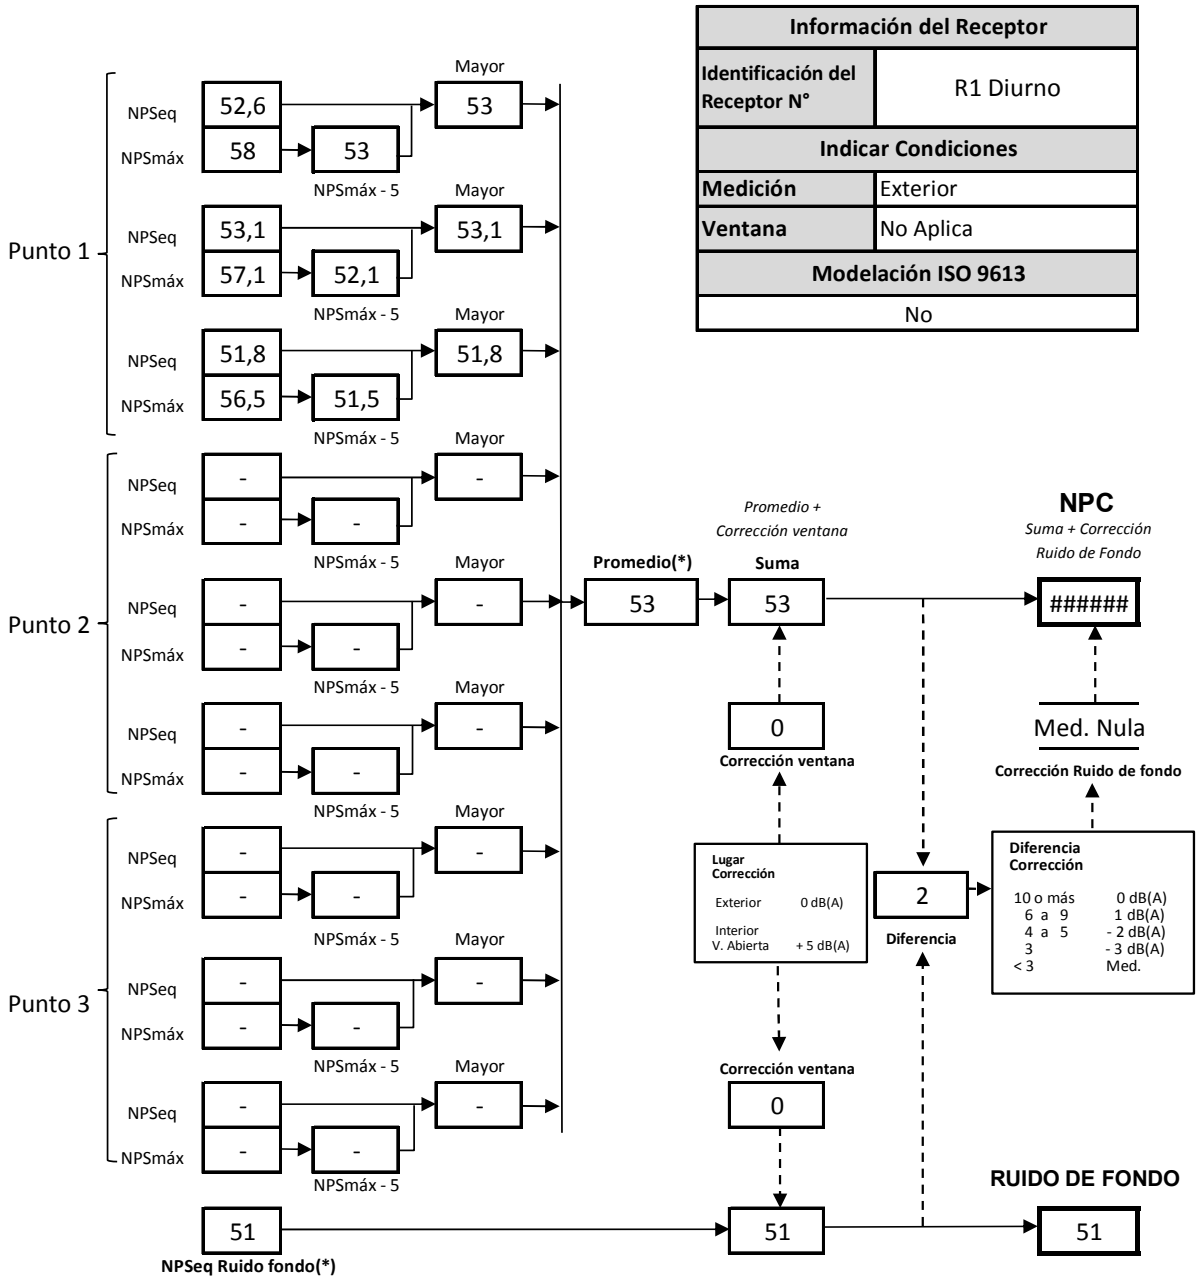 Información del Receptor
Identificación del
Receptor N°
R1 Diurno
Indicar Condiciones
Medición
Exterior
Ventana
No Aplica
Modelación ISO 9613
No
Punto 1
Mayor
NPSeq
52,6
53
NPSmáx
58
53
NPSmáx - 5
Mayor
NPSeq
53,1
53,1
NPSmáx
57,1
52,1
NPSmáx - 5
Mayor
NPSeq
51,8
51,8
NPSmáx
56,5
51,5
NPSmáx - 5
Punto 2
Mayor
NPSeq
-
-
NPSmáx
-
-
NPSmáx - 5
Mayor
NPSeq
-
-
NPSmáx
-
-
NPSmáx - 5
Mayor
NPSeq
-
-
NPSmáx
-
-
NPSmáx - 5
Punto 3
Mayor
NPSeq
-
-
NPSmáx
-
-
NPSmáx - 5
Mayor
NPSeq
-
-
NPSmáx
-
-
NPSmáx - 5
Mayor
NPSeq
-
-
NPSmáx
-
-
NPSmáx - 5
51
NPSeq Ruido fondo(*)
Promedio(*)
53
Promedio +
Corrección ventana
Suma
53
0
Corrección ventana
Lugar
Corrección
Exterior 0 dB(A)
Interior
V. Abierta + 5 dB(A)
Corrección ventana
0
51
2
Diferencia
NPC
Suma + Corrección
Ruido de Fondo
######
Med. Nula
Corrección Ruido de fondo
Diferencia
Corrección
10 o más 0 dB(A)
6 a 9 1 dB(A)
4 a 5 - 2 dB(A)
3 - 3 dB(A)
< 3 Med.
RUIDO DE FONDO
51